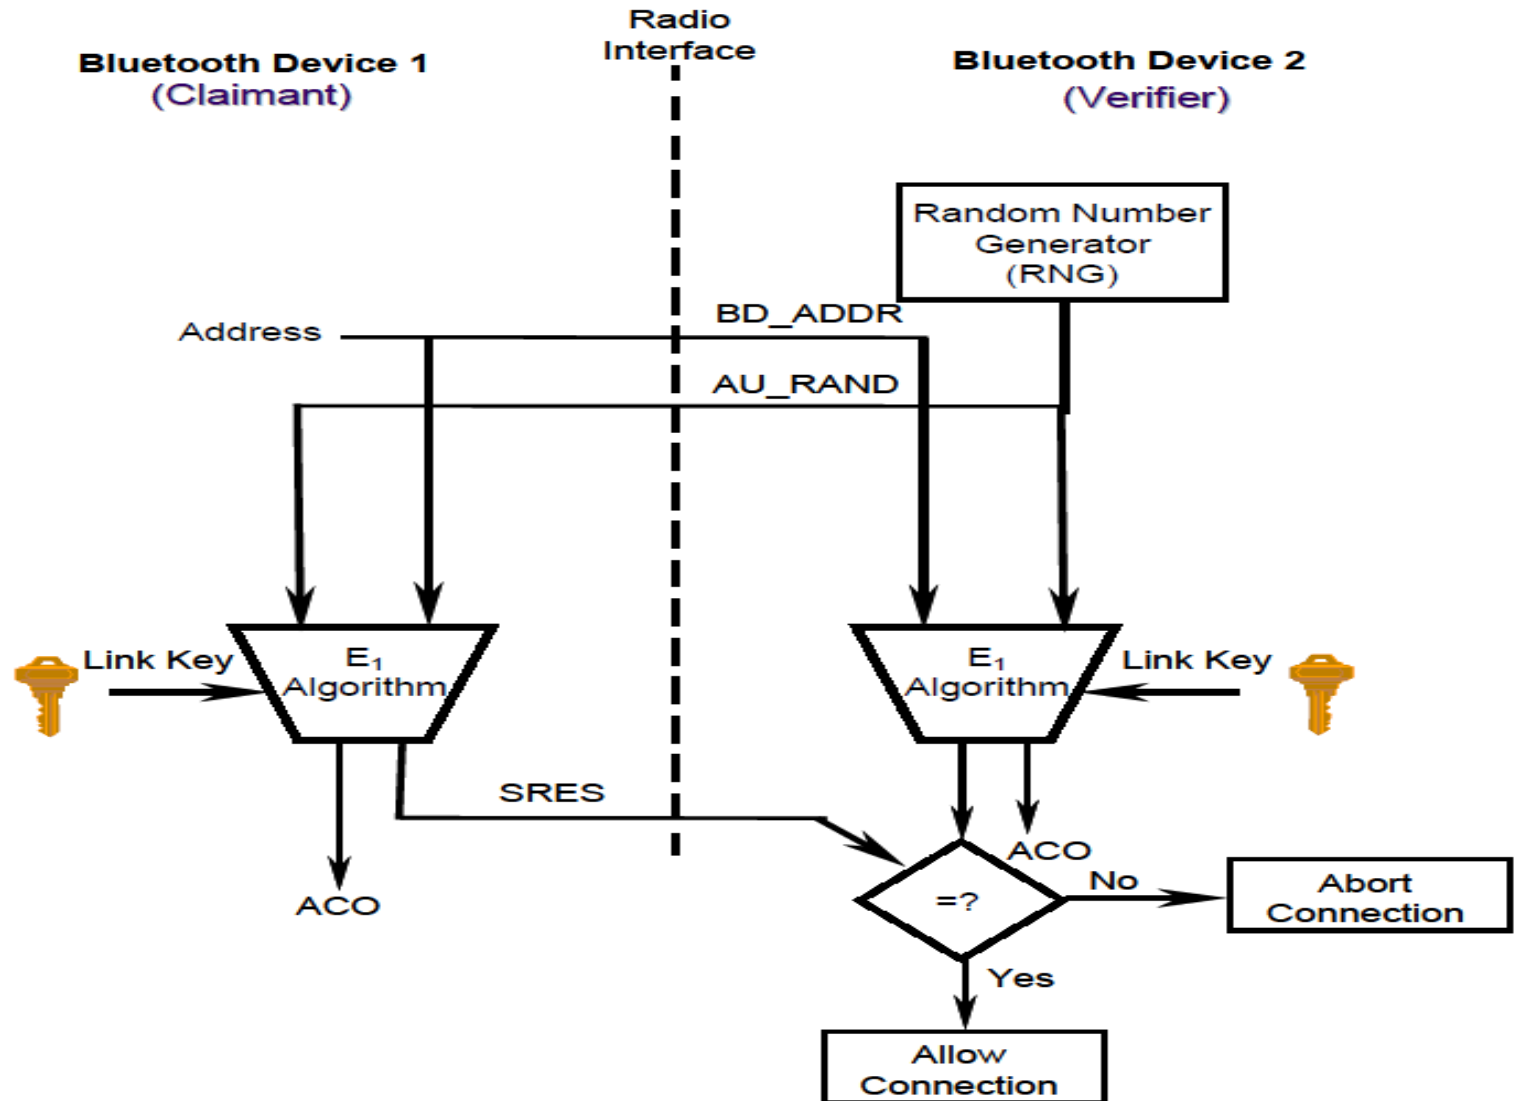 Radio
Interface
Bluetooth Device 1
(Claimant)
Bluetooth Device 2
(Verifier)
Random Number
Generator
(RNG)
Address
BD_ADDR
AU_RAND
Link Key
E₁
Algorithm
E₁
Algorithm
Link Key
SRES
ACO
ACO
=?
No
Abort
Connection
Yes
Allow
Connection